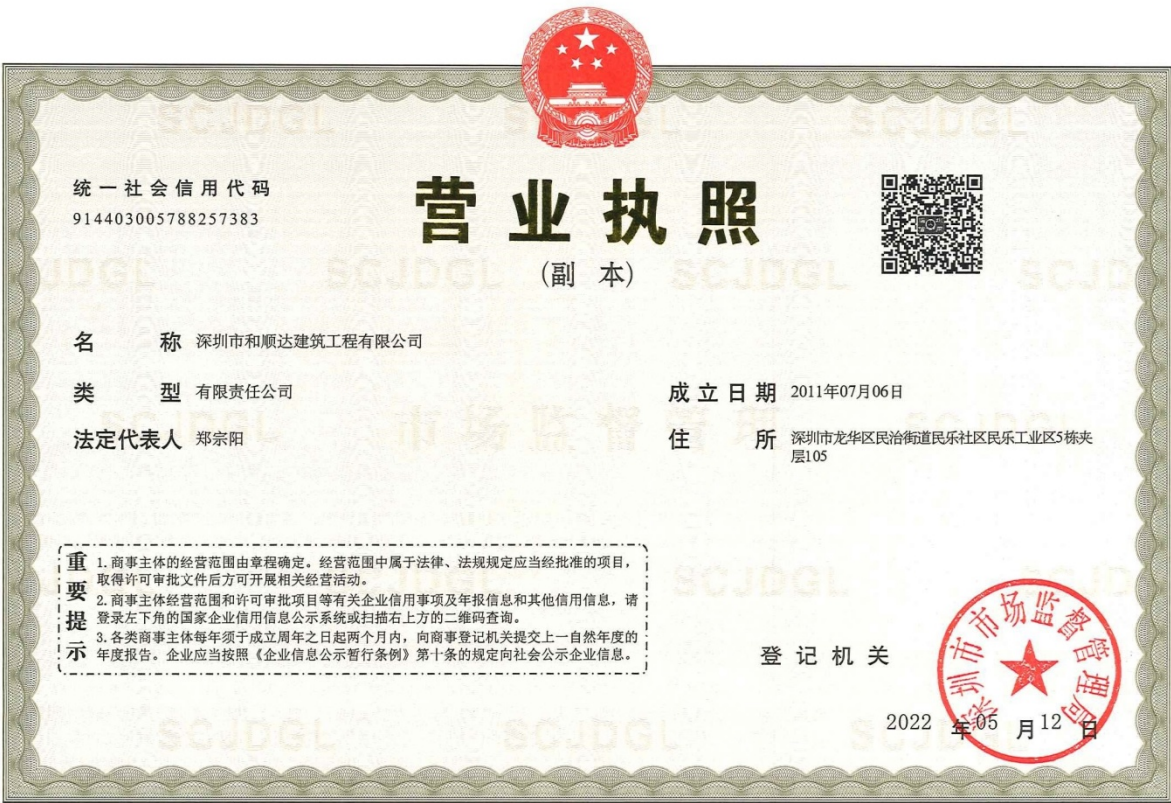 统一社会信用代码
914403005788257383
营业执照
(副 本)
名 称 深圳市和顺达建筑工程有限公司
类 型 有限责任公司
成立日期 2011年07月06日
法定代表人 郑宗阳
住 所 深圳市龙华区民治街道民乐社区民乐工业区5栋夹
层105
重要提示
1.商事主体的经营范围由章程确定。经营范围中属于法律、法规规定应当经批准的项目，
取得许可审批文件后方可开展相关经营活动。
2.商事主体经营范围和许可审批项目等有关企业信用事项及年报信息和其他信用信息，请
登录左下角的国家企业信用信息公示系统或扫描右上方的二维码查询。
3.各类商事主体每年须于成立周年之日起两个月内，向商事登记机关提交上一自然年度的
年度报告。企业应当按照《企业信息公示暂行条例》第十条的规定向社会公示企业信息。
登记机关
深圳市市场监督管理局
2022 年 05 月 12 日
SCJDGL
市场监督管理